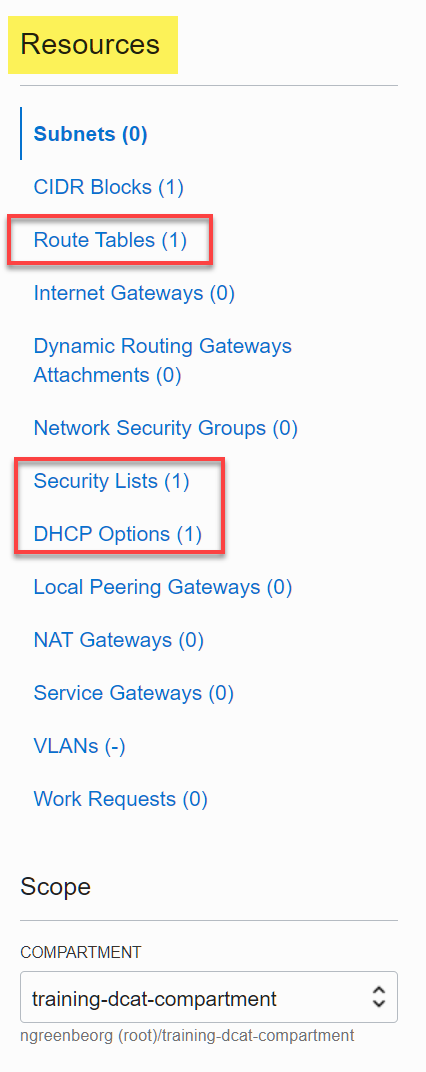 Resources
Subnets (0)
CIDR Blocks (1)
Route Tables (1)
Internet Gateways (0)
Dynamic Routing Gateways
Attachments (0)
Network Security Groups (0)
Security Lists (1)
DHCP Options (1)
Local Peering Gateways (0)
NAT Gateways (0)
Service Gateways (0)
VLANs (-)
Work Requests (0)
Scope
COMPARTMENT
training-dcat-compartment
ngreenbeorg (root)/training-dcat-compartment